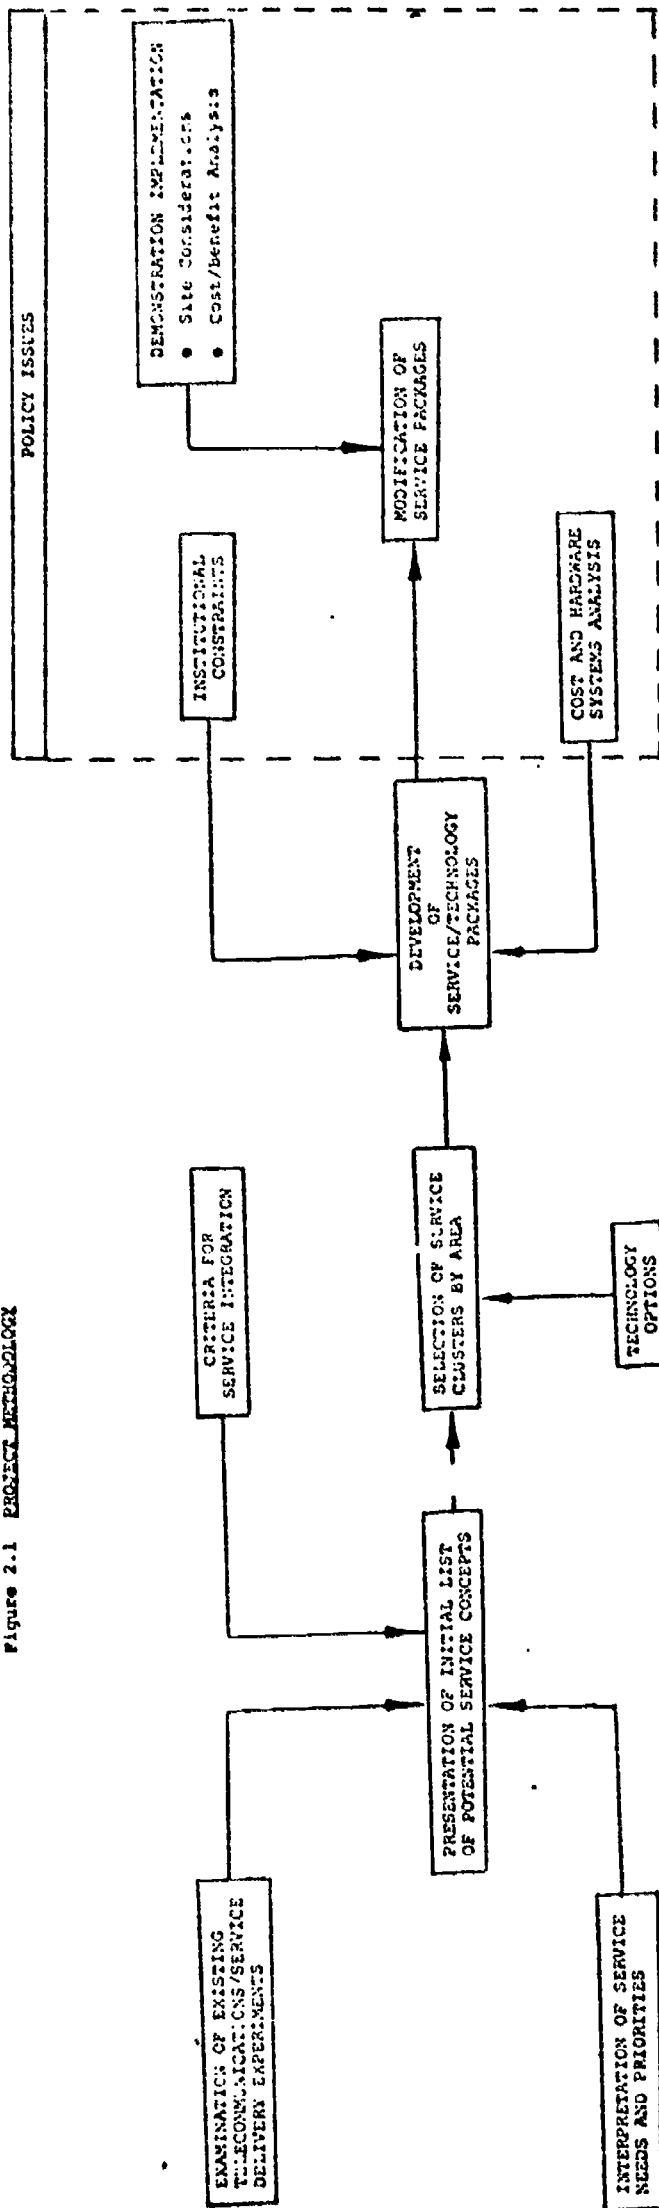 Figure 2.1 PROJECT METHODOLOGY
POLICY ISSUES
EXAMINATION OF EXISTING
TELECOMMUNICATIONS/SERVICE
DELIVERY EXPERIMENTS
CRITERIA FOR
SERVICE INTEGRATION
INSTITUTIONAL
CONSTRAINTS
DEMONSTRATION IMPLEMENTATION
• Site Considerations
• Cost/benefit Analysis
PRESENTATION OF INITIAL LIST
OF POTENTIAL SERVICE CONCEPTS
SELECTION OF SERVICE
CLUSTERS BY AREA
DEVELOPMENT
OF
SERVICE/TECHNOLOGY
PACKAGES
MODIFICATION OF
SERVICE PACKAGES
INTERPRETATION OF SERVICE
NEEDS AND PRIORITIES
TECHNOLOGY
OPTIONS
COST AND HARDWARE
SYSTEMS ANALYSIS